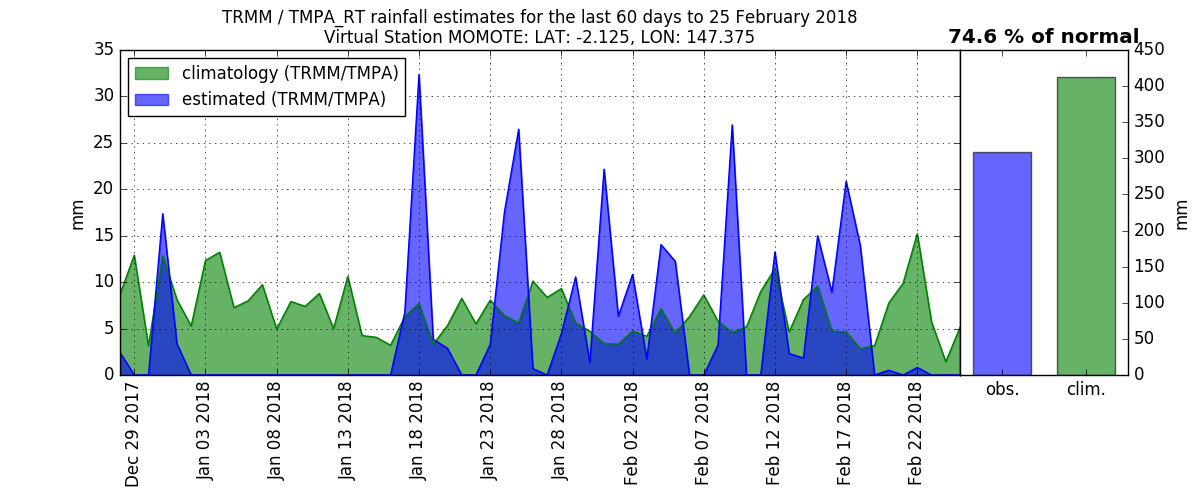 TRMM / TMPA_RT rainfall estimates for the last 60 days to 25 February 2018
Virtual Station MOMOTE: LAT: -2.125, LON: 147.375
74.6 % of normal
climatology (TRMM/TMPA)
estimated (TRMM/TMPA)
35
30
25
20
15
10
5
0
mm
Dec 29 2017
Jan 03 2018
Jan 08 2018
Jan 13 2018
Jan 18 2018
Jan 23 2018
Jan 28 2018
Feb 02 2018
Feb 07 2018
Feb 12 2018
Feb 17 2018
Feb 22 2018
450
400
350
300
250
200
150
100
50
0
mm
obs.
clim.